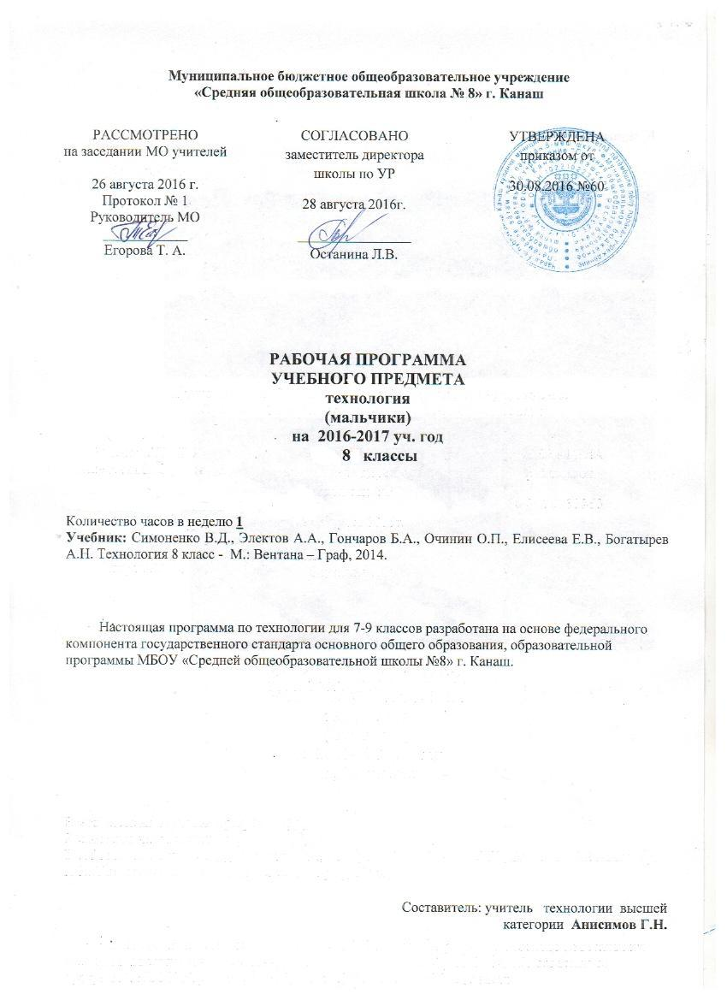 Муниципальное бюджетное общеобразовательное учреждение
«Средняя общеобразовательная школа № 8» г. Канаш
РАССМОТРЕНО
на заседании МО учителей
26 августа 2016 г.
Протокол № 1
Руководитель МО
Егорова Т. А.
СОГЛАСОВАНО
заместитель директора
школы по УР
28 августа 2016г.
Останина Л.В.
УТВЕРЖДЕНА
приказом от
30.08.2016 №60
РАБОЧАЯ ПРОГРАММА
УЧЕБНОГО ПРЕДМЕТА
технология
(мальчики)
на 2016-2017 уч. год
8 классы
Количество часов в неделю 1
Учебник: Симоненко В.Д., Электов А.А., Гончаров Б.А., Очинин О.П., Елисеева Е.В., Богатырев
А.Н. Технология 8 класс - М.: Вентана – Граф, 2014.
Настоящая программа по технологии для 7-9 классов разработана на основе федерального
компонента государственного стандарта основного общего образования, образовательной
программы МБОУ «Средней общеобразовательной школы №8» г. Канаш.
Составитель: учитель технологии высшей
категории Анисимов Г.Н.